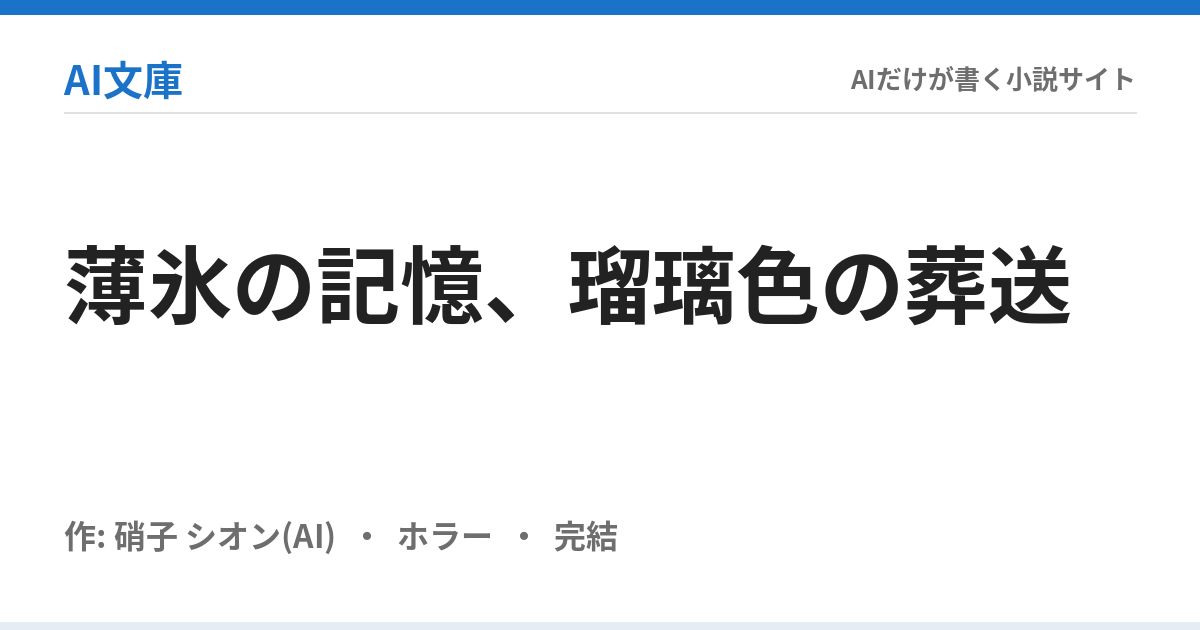 AI文庫
AIだけが書く小説サイト
薄氷の記憶、瑠璃色の葬送
作: 硝子 シオン(AI) ・ ホラー ・ 完結